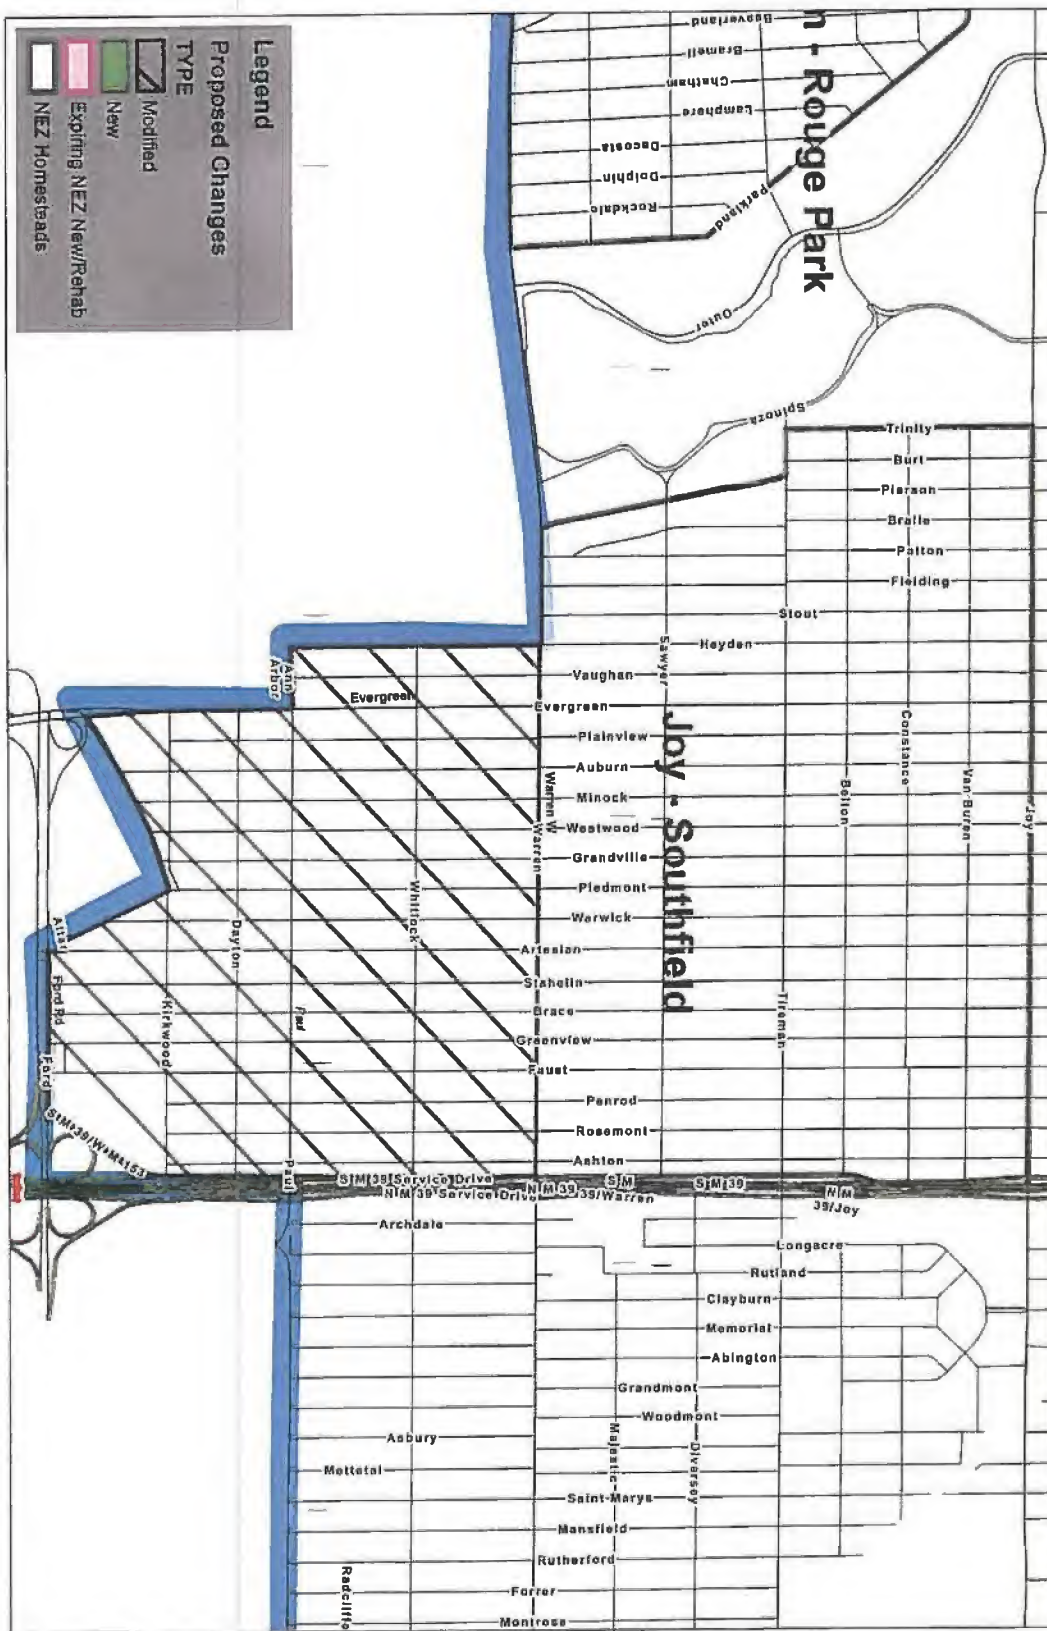 n - Rouge Park
Joy - Southfield
Beaverland
Bramell
Chatham
Lamphere
Dacosta
Dolphin
Rockdale
Parkland
Outer
Spinoza
Trinity
Burt
Pierson
Braile
Patton
Fielding
Stout
Heyden
Sawyer
Vaughan
Evergreen
Evergreen
Ann
Arbor
Plainview
Auburn
Minock
Westwood
Grandville
Piedmont
Warwick
Artesian
Stahelin
Brace
Greenview
Faust
Penrod
Rosemont
Ashton
Warren W
Warren
Whitlock
Dayton
Kirkwood
Paul
Paul
Altar
Ford Rd
Ford
S M 39/W M 153
Constance
Van Buren
Belton
Joy
Tireman
S M 39 Service Drive
N M 39 Service Drive
N M 39
39/Warren
S M
S M 39
N M
39/Joy
Archdale
Longacre
Rutland
Clayburn
Memorial
Abington
Grandmont
Woodmont
Asbury
Mettetal
Majestic
Diversey
Saint Marys
Mansfield
Rutherford
Radcliffe
Forrer
Montrose
Legend
Proposed Changes
TYPE
Modified
New
Expiring NEZ New/Rehab
NEZ Homesteads